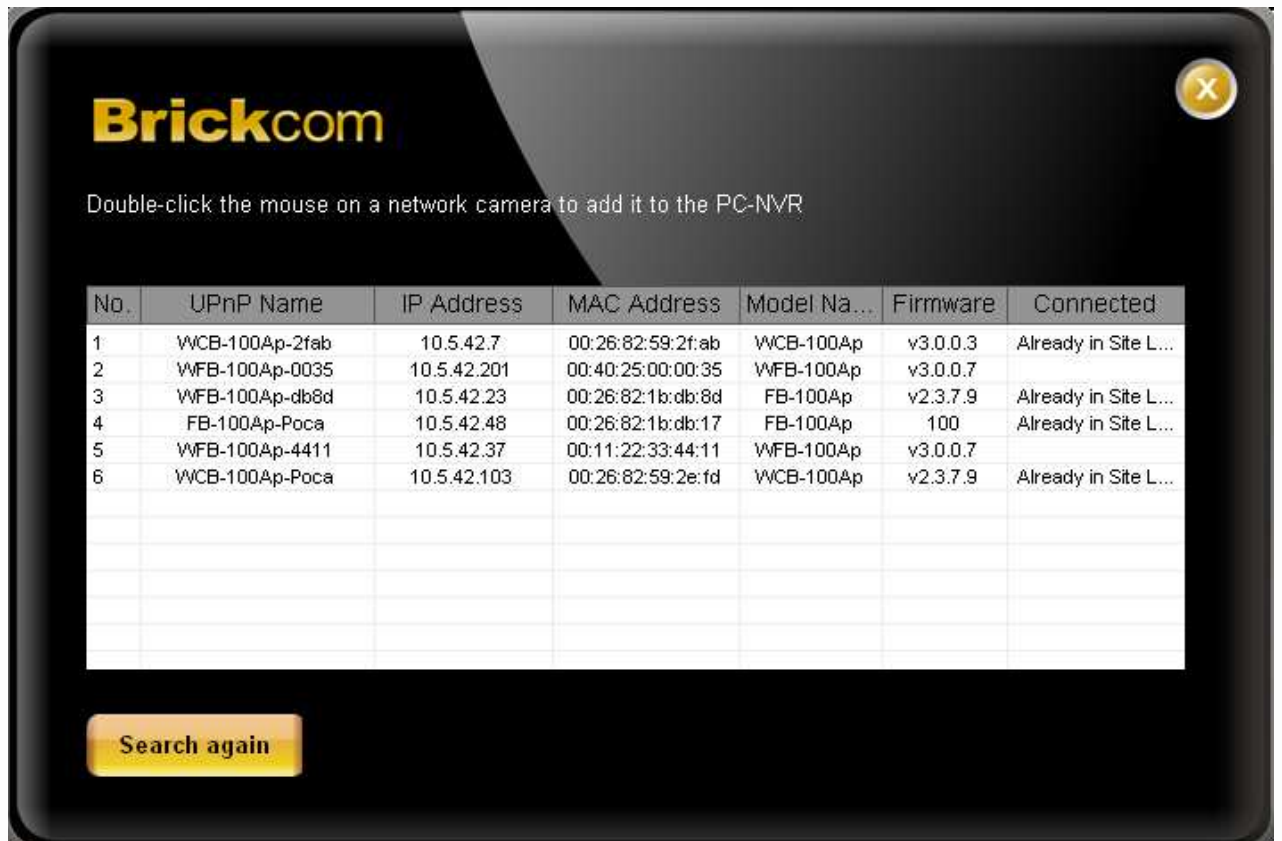 X
Brickcom
Double-click the mouse on a network camera to add it to the PC-NVR
No. UPnP Name IP Address MAC Address Model Na... Firmware Connected
1 WCB-100Ap-2fab 10.5.42.7 00:26:82:59:2f:ab WCB-100Ap v3.0.0.3 Already in Site L...
2 WFB-100Ap-0035 10.5.42.201 00:40:25:00:00:35 WFB-100Ap v3.0.0.7
3 WFB-100Ap-db8d 10.5.42.23 00:26:82:1b:db:8d FB-100Ap v2.3.7.9 Already in Site L...
4 FB-100Ap-Poca 10.5.42.48 00:26:82:1b:db:17 FB-100Ap 100 Already in Site L...
5 WFB-100Ap-4411 10.5.42.37 00:11:22:33:44:11 WFB-100Ap v3.0.0.7
6 WCB-100Ap-Poca 10.5.42.103 00:26:82:59:2e:fd WCB-100Ap v2.3.7.9 Already in Site L...
Search again